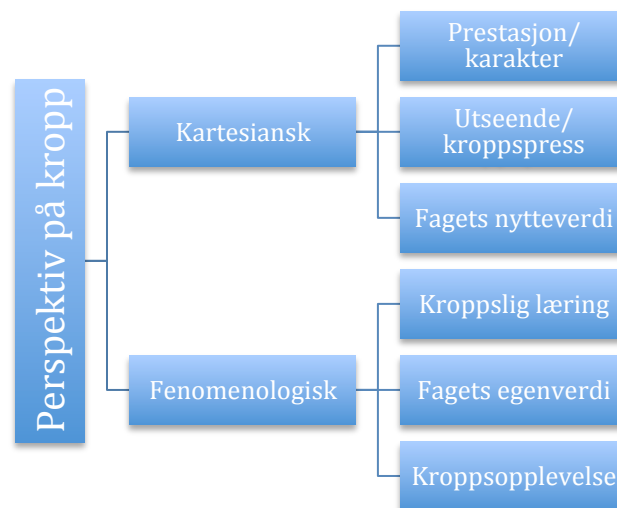 Perspektiv på kropp
Kartesiansk
Prestasjon/
karakter
Utseende/
kroppspress
Fagets nytteverdi
Fenomenologisk
Kroppslig læring
Fagets egenverdi
Kroppsopplevelse